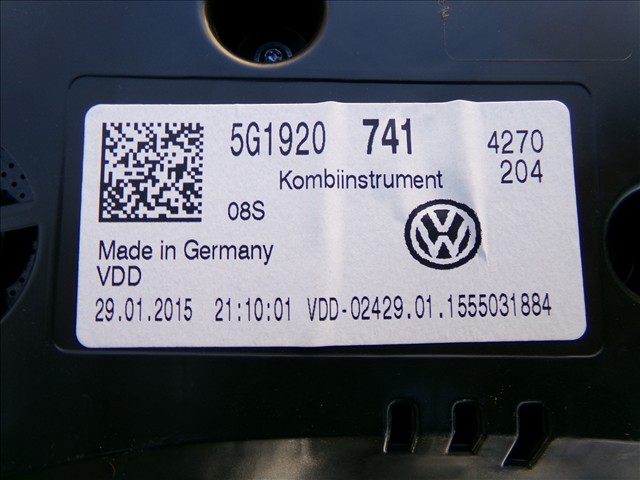 5G1920 741 4270
Kombiinstrument 204
08S
Made in Germany
VDD
29.01.2015 21:10:01 VDD-02429.01.1555031884